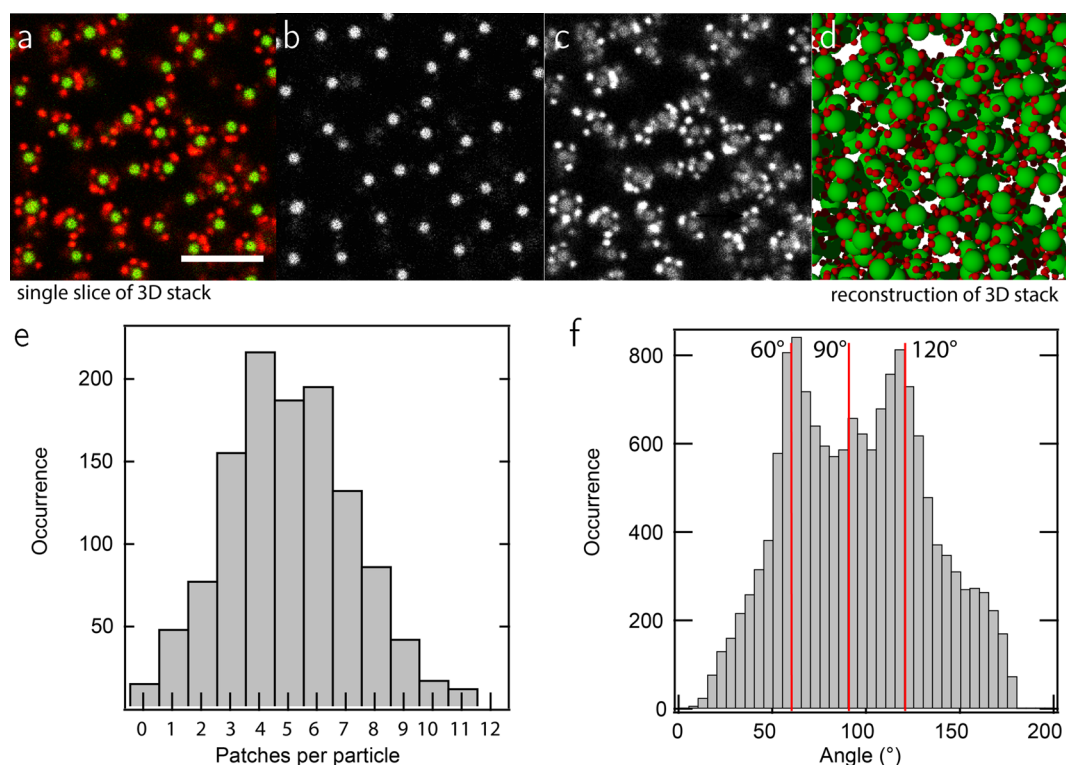 a
b
c
d
single slice of 3D stack
reconstruction of 3D stack
e
200
150
100
50
Occurrence
0 1 2 3 4 5 6 7 8 9 10 11 12
Patches per particle
f
60° 90° 120°
800
600
400
200
0
Occurrence
0 50 100 150 200
Angle (°)